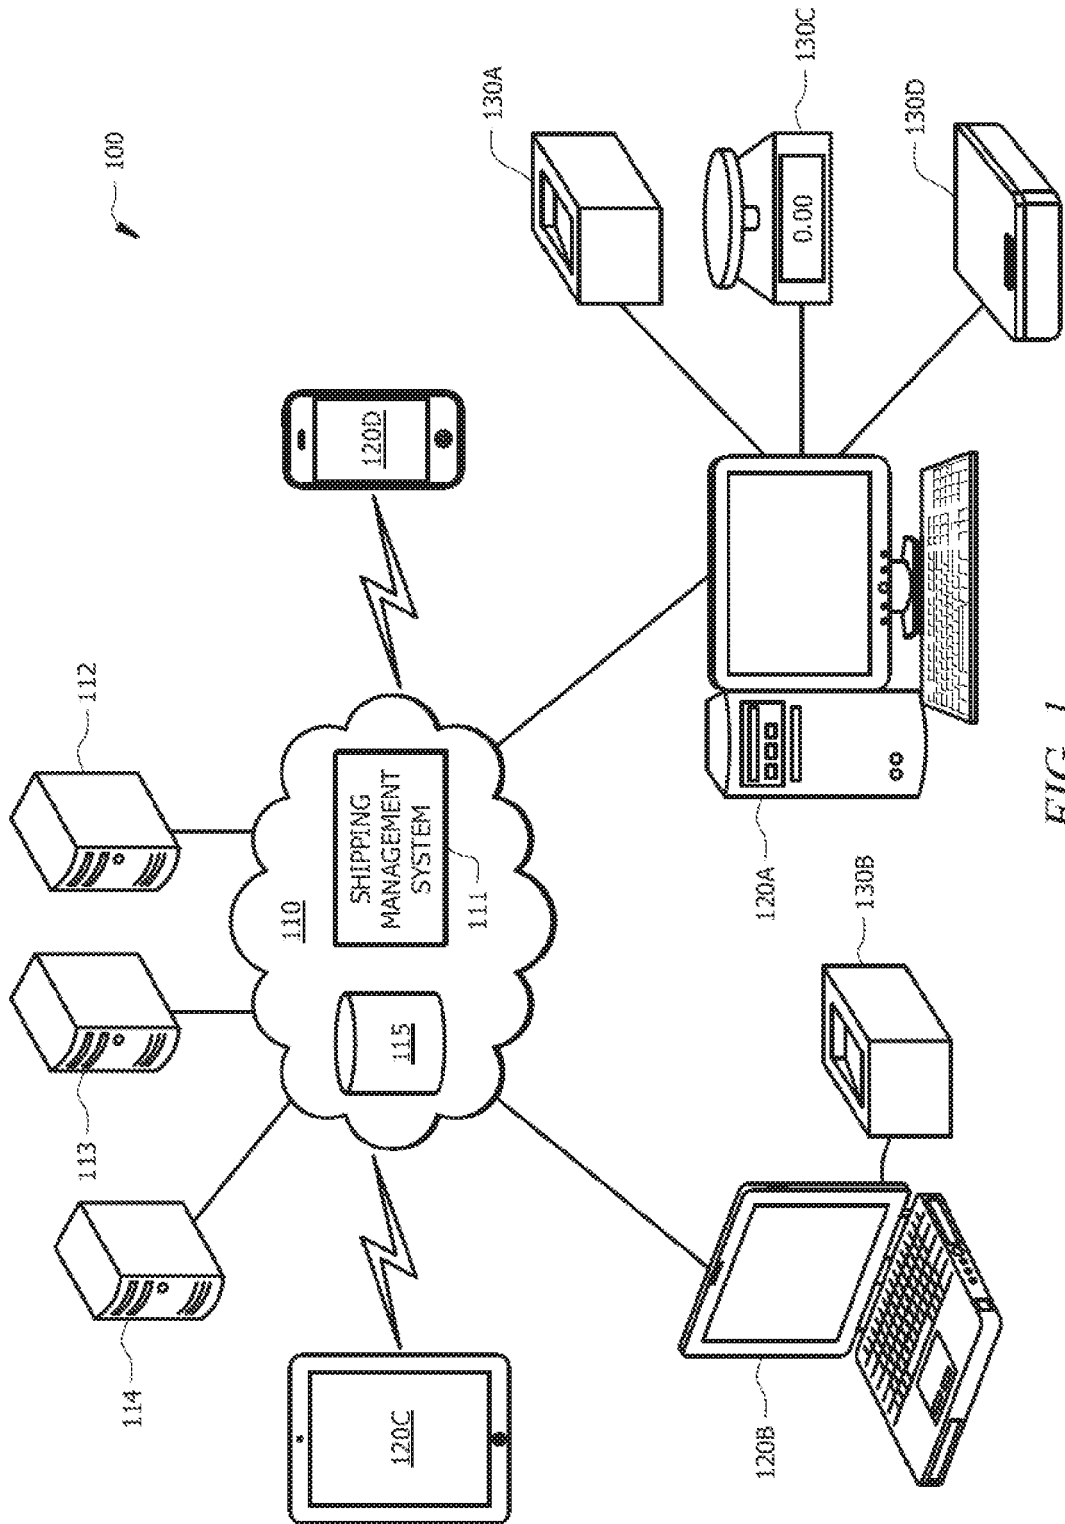 100
112
113
114
110
SHIPPING
MANAGEMENT
SYSTEM
111
115
120C
120D
130A
0.00
130C
130D
120A
120B
130B
FIG. 1